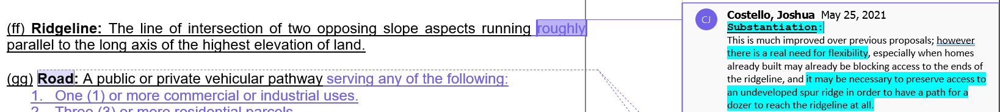 (ff) Ridgeline: The line of intersection of two opposing slope aspects running roughly
parallel to the long axis of the highest elevation of land.
(gg) Road: A public or private vehicular pathway serving any of the following:
1. One (1) or more commercial or industrial uses.
2. Three (3) or more residential parcels
CJ
Costello, Joshua May 25, 2021
Substantiation:
This is much improved over previous proposals; however
there is a real need for flexibility, especially when homes
already built may already be blocking access to the ends of
the ridgeline, and it may be necessary to preserve access to
an undeveloped spur ridge in order to have a path for a
dozer to reach the ridgeline at all.